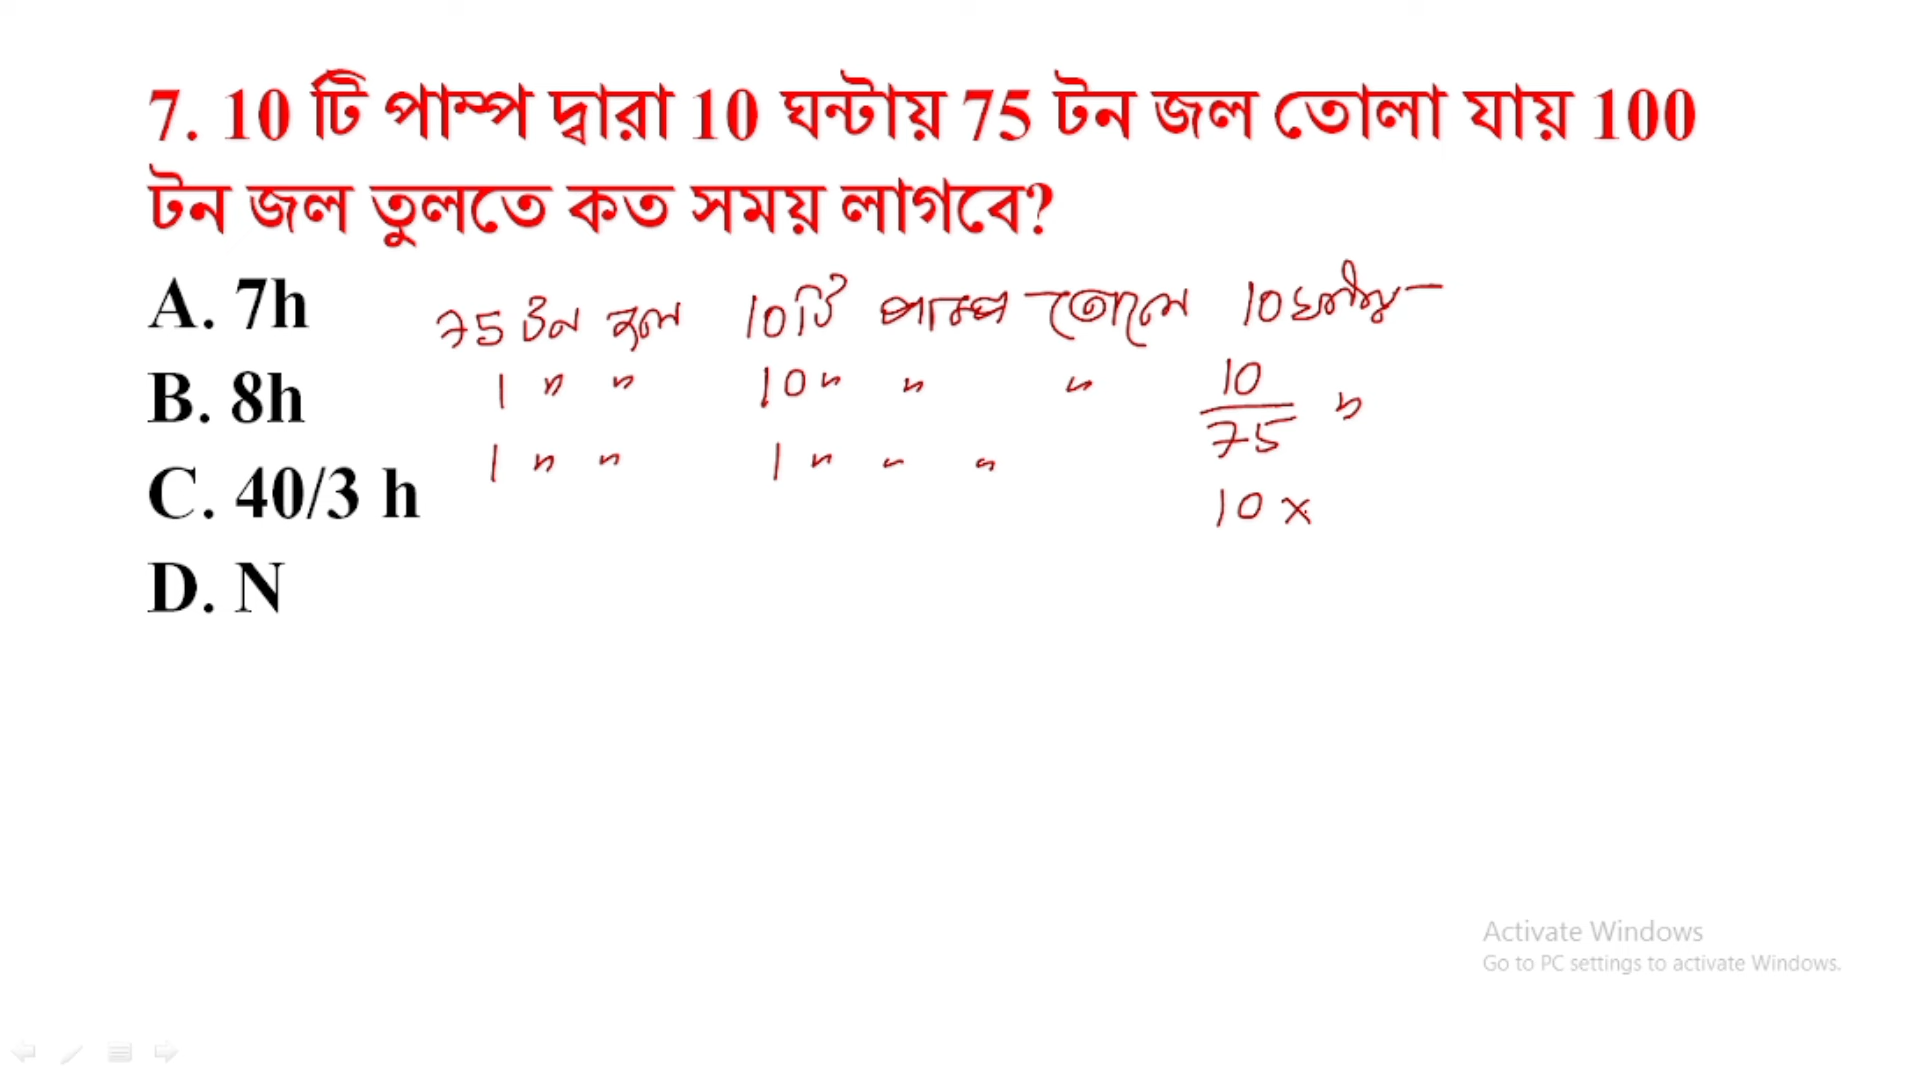 7. 10 টি পাম্প দ্বারা 10 ঘন্টায় 75 টন জল তোলা যায় 100
টন জল তুলতে কত সময় লাগবে?
A. 7h
B. 8h
C. 40/3 h
D. N
75 টন জল 10টি পাম্প তোলে 10 ঘন্টায়
1 " " 10 " " " 10/75 "
1 " " 1 " " " 10 x
Activate Windows
Go to PC settings to activate Windows.